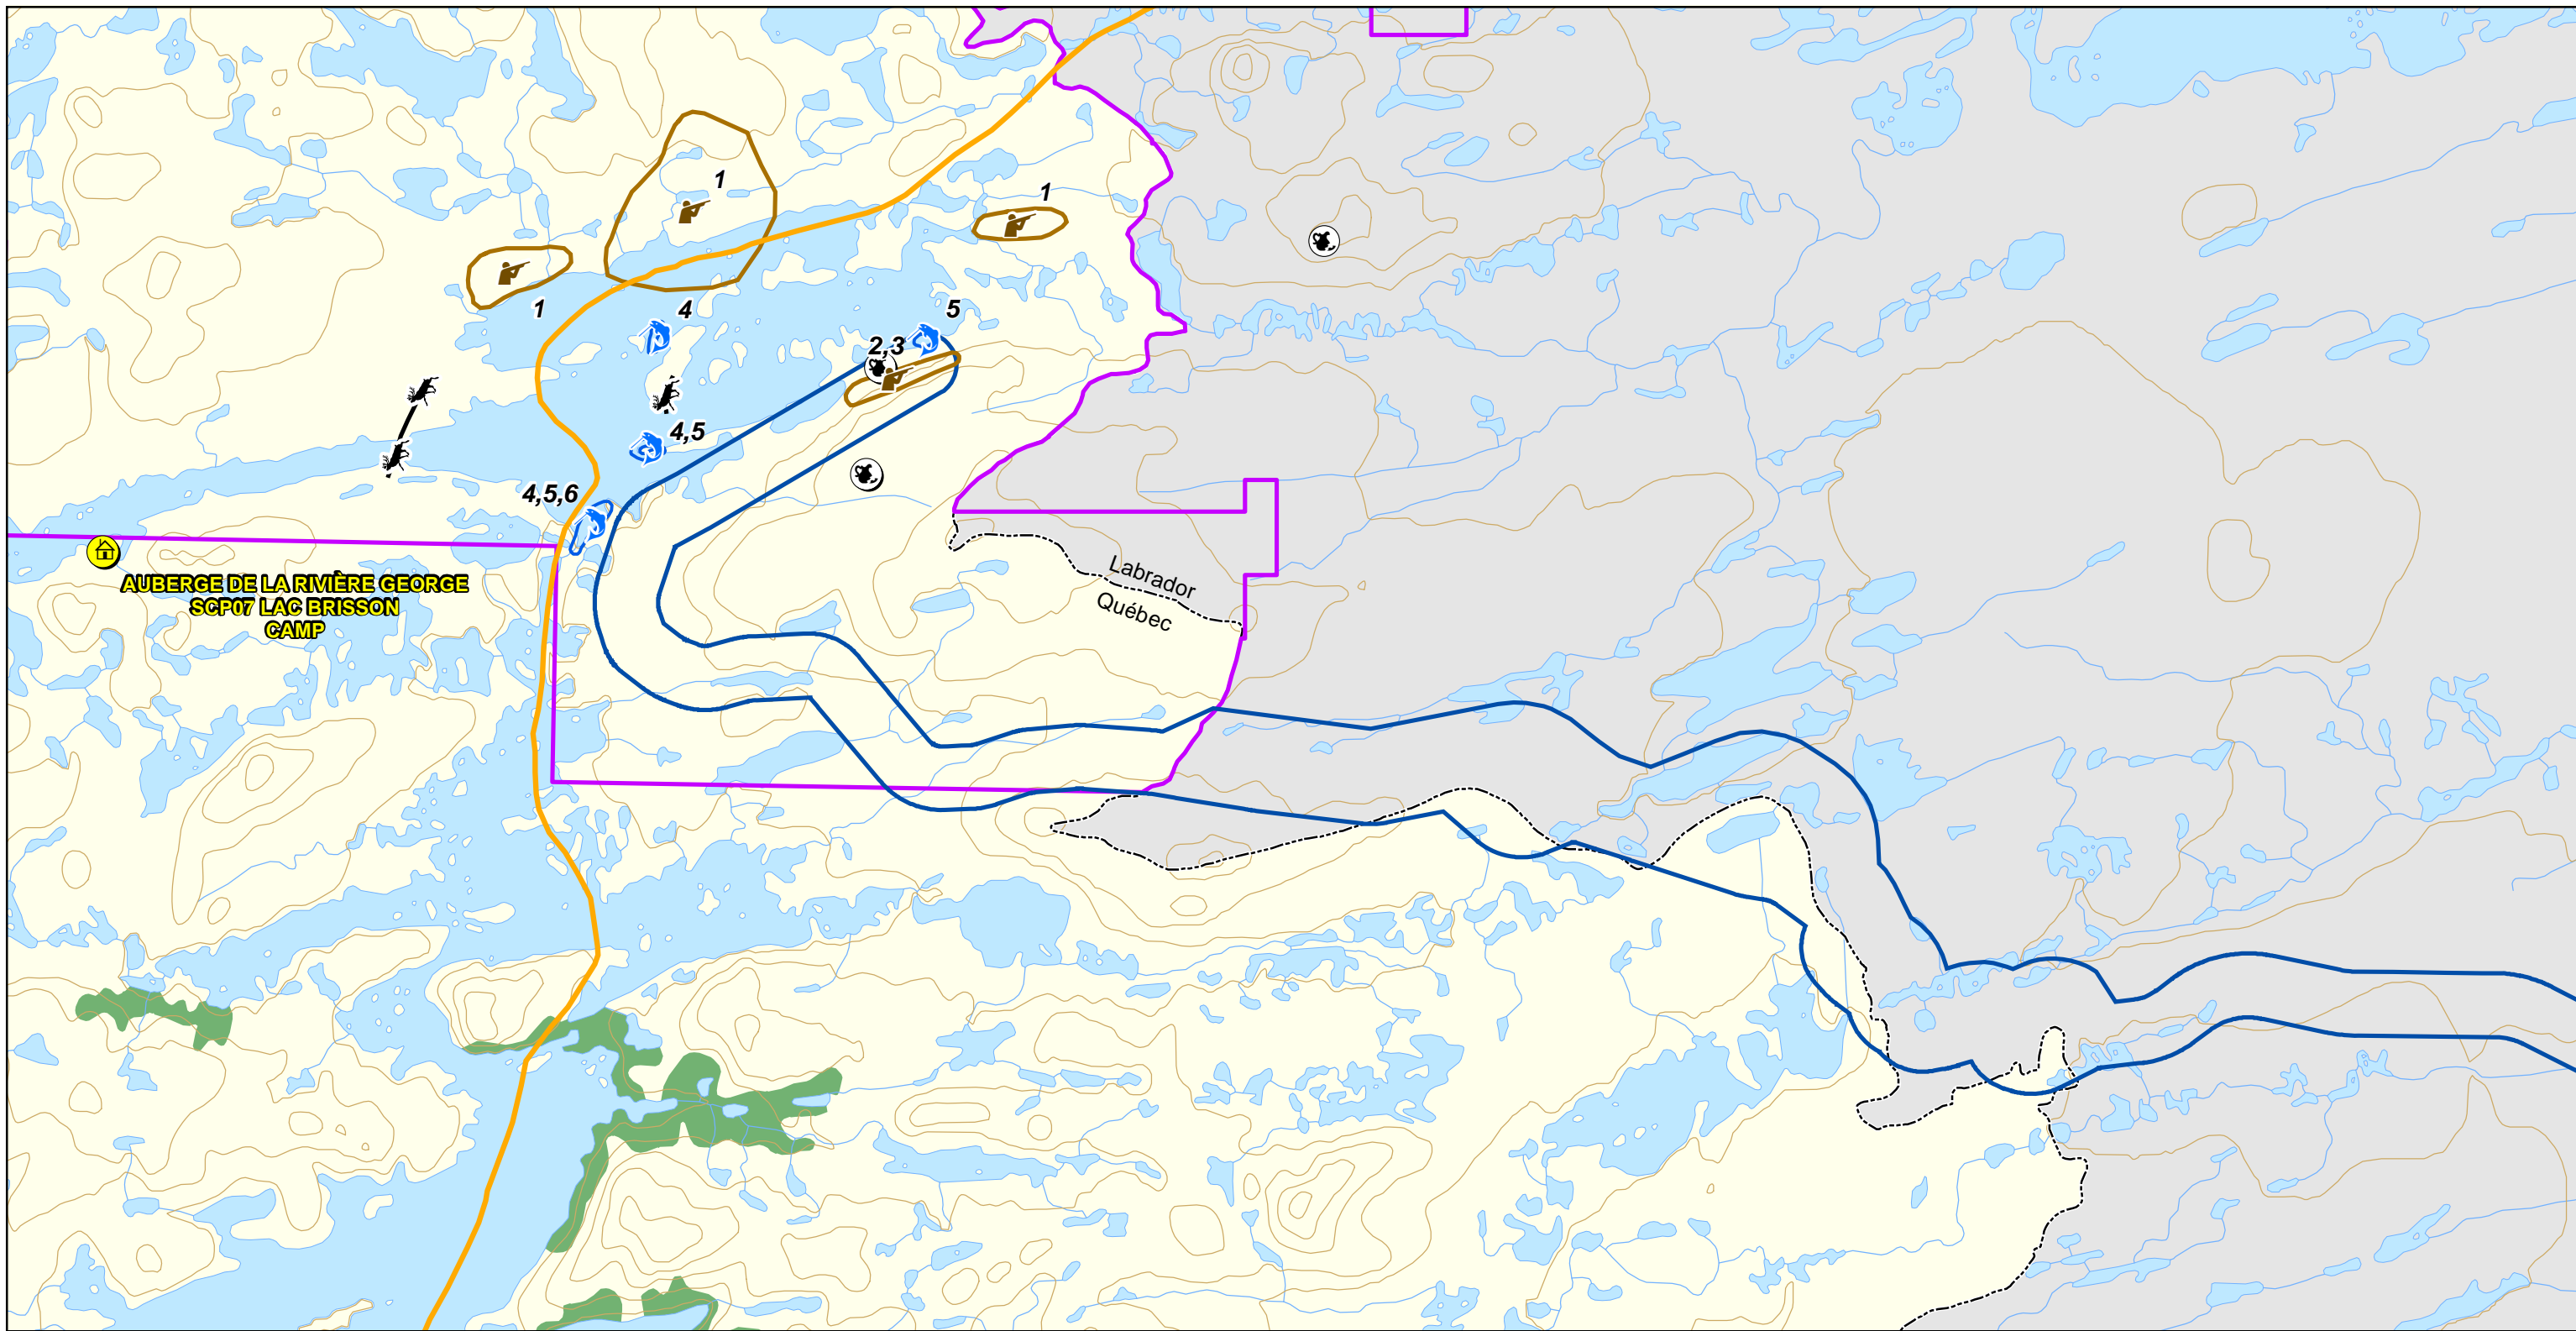 1
1
1
4
5
2,3
4,5
4,5,6
AUBERGE DE LA RIVIÈRE GEORGE
SCP07 LAC BRISSON
CAMP
Labrador
Québec